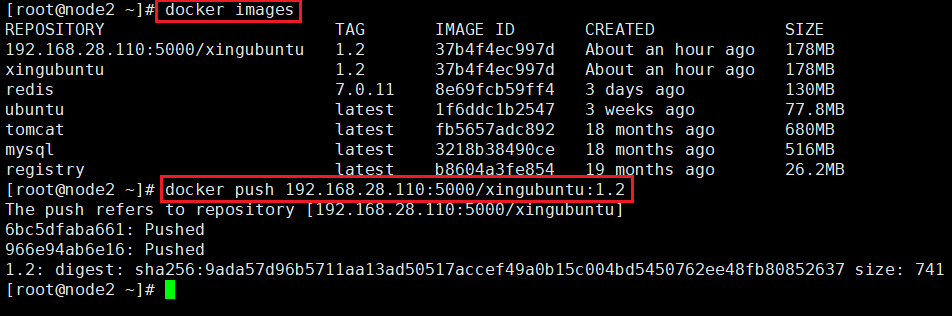 [root@node2 ~]# docker images
REPOSITORY TAG IMAGE ID CREATED SIZE
192.168.28.110:5000/xingubuntu 1.2 37b4f4ec997d About an hour ago 178MB
xingubuntu 1.2 37b4f4ec997d About an hour ago 178MB
redis 7.0.11 8e69fcb59ff4 3 days ago 130MB
ubuntu latest 1f6ddc1b2547 3 weeks ago 77.8MB
tomcat latest fb5657adc892 18 months ago 680MB
mysql latest 3218b38490ce 18 months ago 516MB
registry latest b8604a3fe854 19 months ago 26.2MB
[root@node2 ~]# docker push 192.168.28.110:5000/xingubuntu:1.2
The push refers to repository [192.168.28.110:5000/xingubuntu]
6bc5dfaba661: Pushed
966e94ab6e16: Pushed
1.2: digest: sha256:9ada57d96b5711aa13ad50517accef49a0b15c004bd5450762ee48fb80852637 size: 741
[root@node2 ~]#